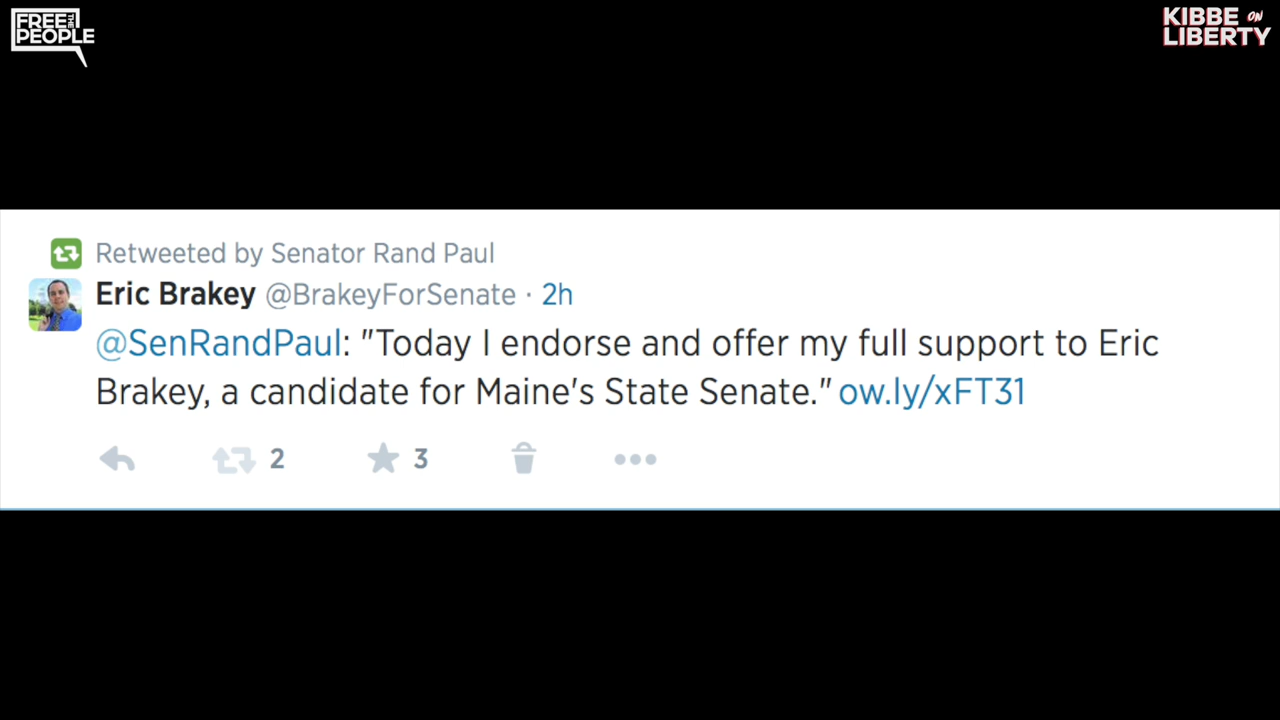 FREE THE PEOPLE
KIBBE ON
LIBERTY
Retweeted by Senator Rand Paul
Eric Brakey @BrakeyForSenate · 2h
@SenRandPaul: "Today I endorse and offer my full support to Eric
Brakey, a candidate for Maine's State Senate." ow.ly/xFT31
2 3